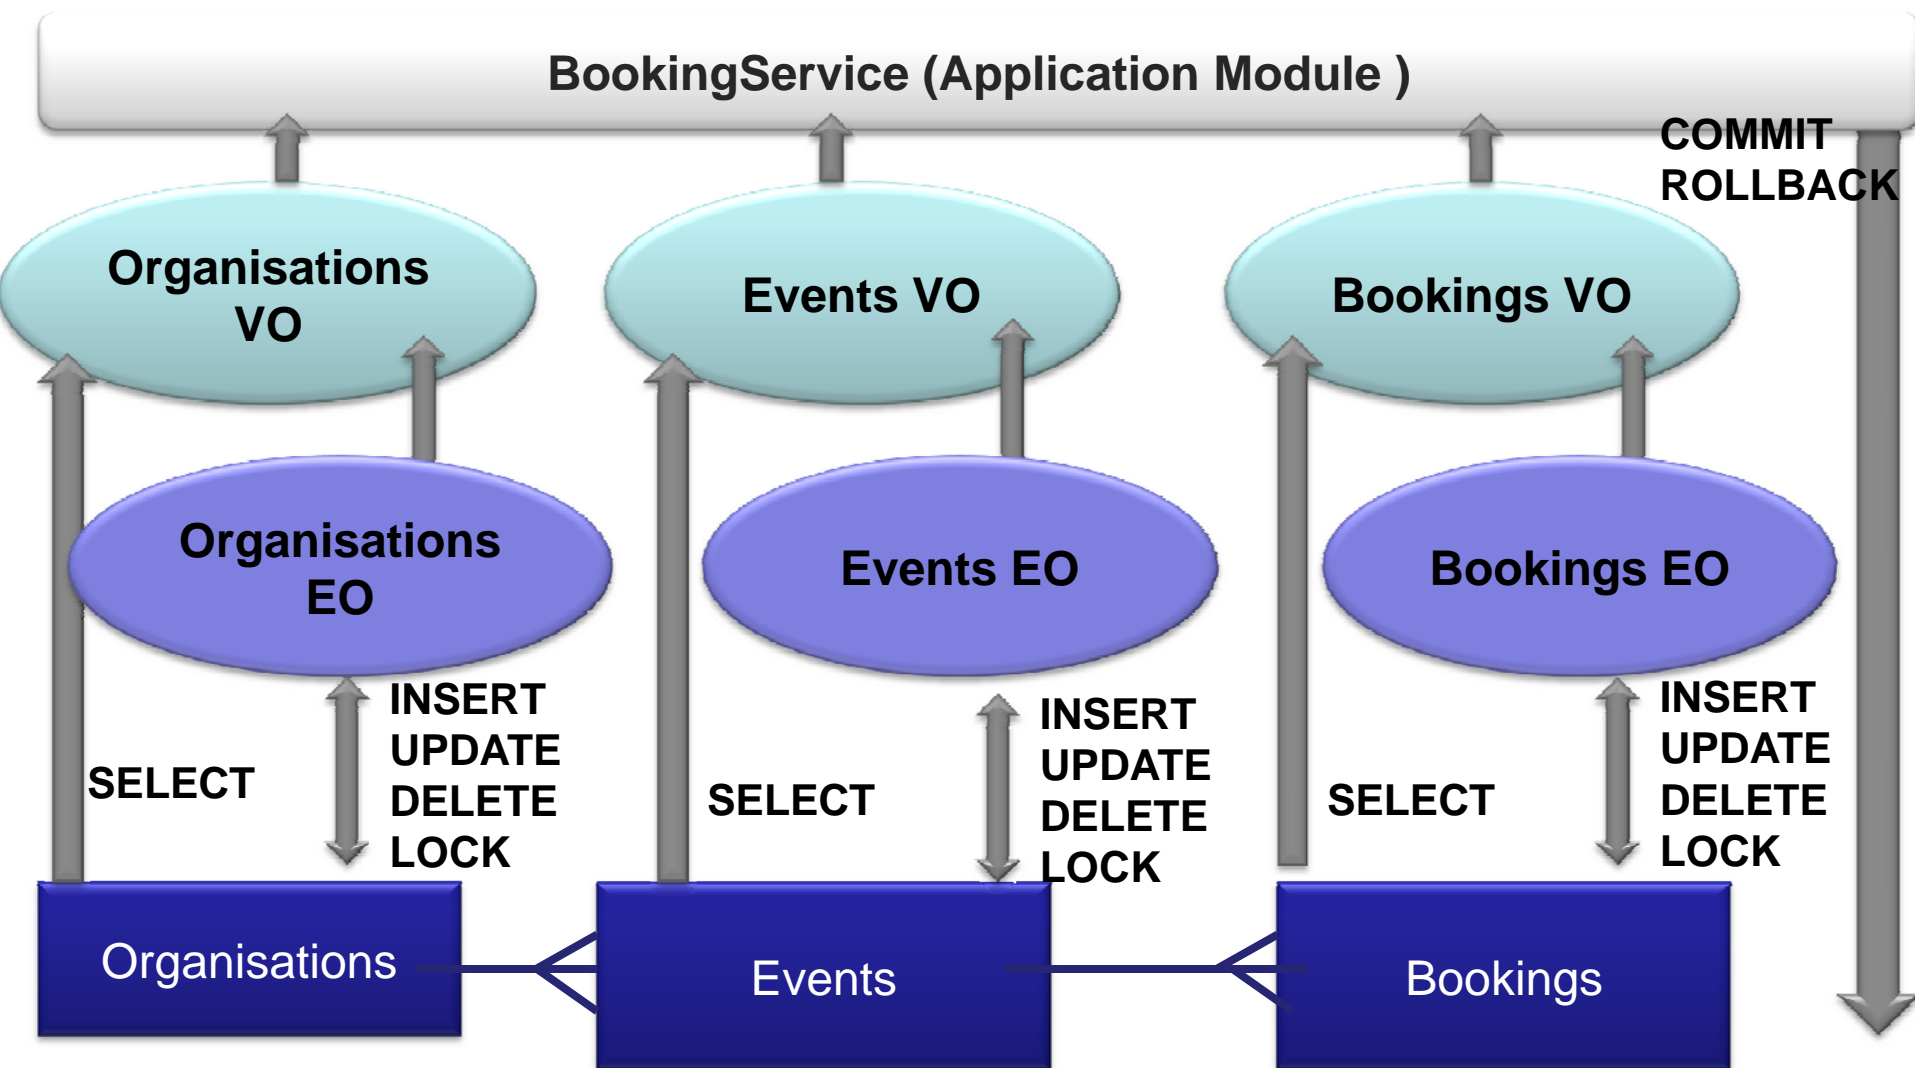 BookingService (Application Module )
COMMIT
ROLLBACK
Organisations
VO
Events VO
Bookings VO
Organisations
EO
Events EO
Bookings EO
SELECT
INSERT
UPDATE
DELETE
LOCK
SELECT
INSERT
UPDATE
DELETE
LOCK
SELECT
INSERT
UPDATE
DELETE
LOCK
Organisations
Events
Bookings